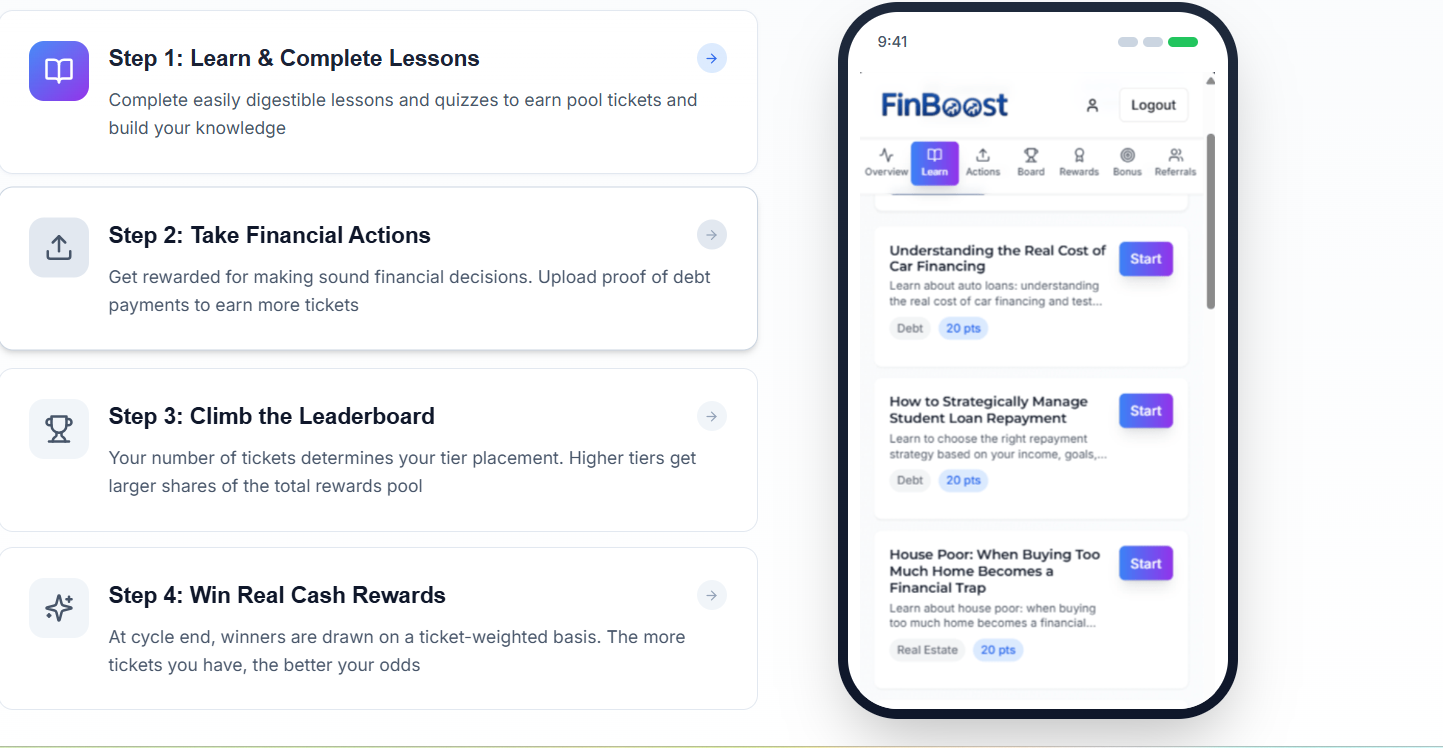 Step 1: Learn & Complete Lessons
Complete easily digestible lessons and quizzes to earn pool tickets and
build your knowledge
Step 2: Take Financial Actions
Get rewarded for making sound financial decisions. Upload proof of debt
payments to earn more tickets
Step 3: Climb the Leaderboard
Your number of tickets determines your tier placement. Higher tiers get
larger shares of the total rewards pool
Step 4: Win Real Cash Rewards
At cycle end, winners are drawn on a ticket-weighted basis. The more
tickets you have, the better your odds
9:41
FinBoost
Logout
Overview Learn Actions Board Rewards Bonus Referrals
Understanding the Real Cost of
Car Financing
Start
Learn about auto loans: understanding
the real cost of car financing and test...
Debt 20 pts
How to Strategically Manage
Student Loan Repayment
Start
Learn to choose the right repayment
strategy based on your income, goals,...
Debt 20 pts
House Poor: When Buying Too
Much Home Becomes a
Financial Trap
Start
Learn about house poor: when buying
too much home becomes a financial...
Real Estate 20 pts